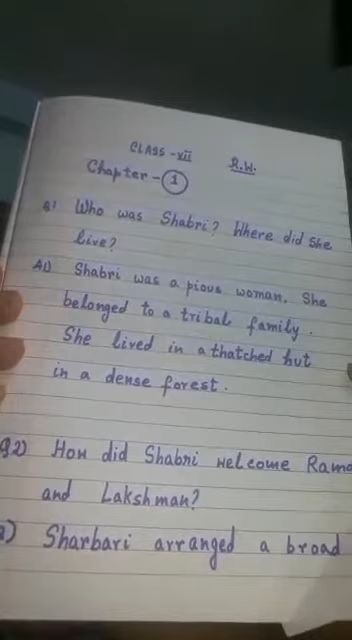 CLASS - VII
R.W.
Chapter - 1
Q1 Who was Shabri? Where did She
live?
A1) Shabri was a pious woman. She
belonged to a tribal family.
She lived in a thatched hut
in a dense forest.
Q2) How did Shabri welcome Rama
and Lakshman?
) Sharbari arranged a broad